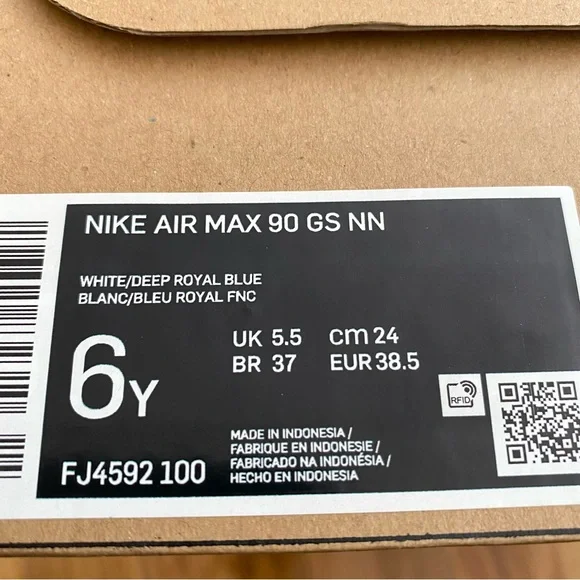 NIKE AIR MAX 90 GS NN
WHITE/DEEP ROYAL BLUE
BLANC/BLEU ROYAL FNC
6Y
UK 5.5 CM 24
BR 37 EUR 38.5
RFID
FJ4592 100
MADE IN INDONESIA /
FABRIQUE EN INDONESIE /
FABRICADO NA INDONÉSIA /
HECHO EN INDONESIA